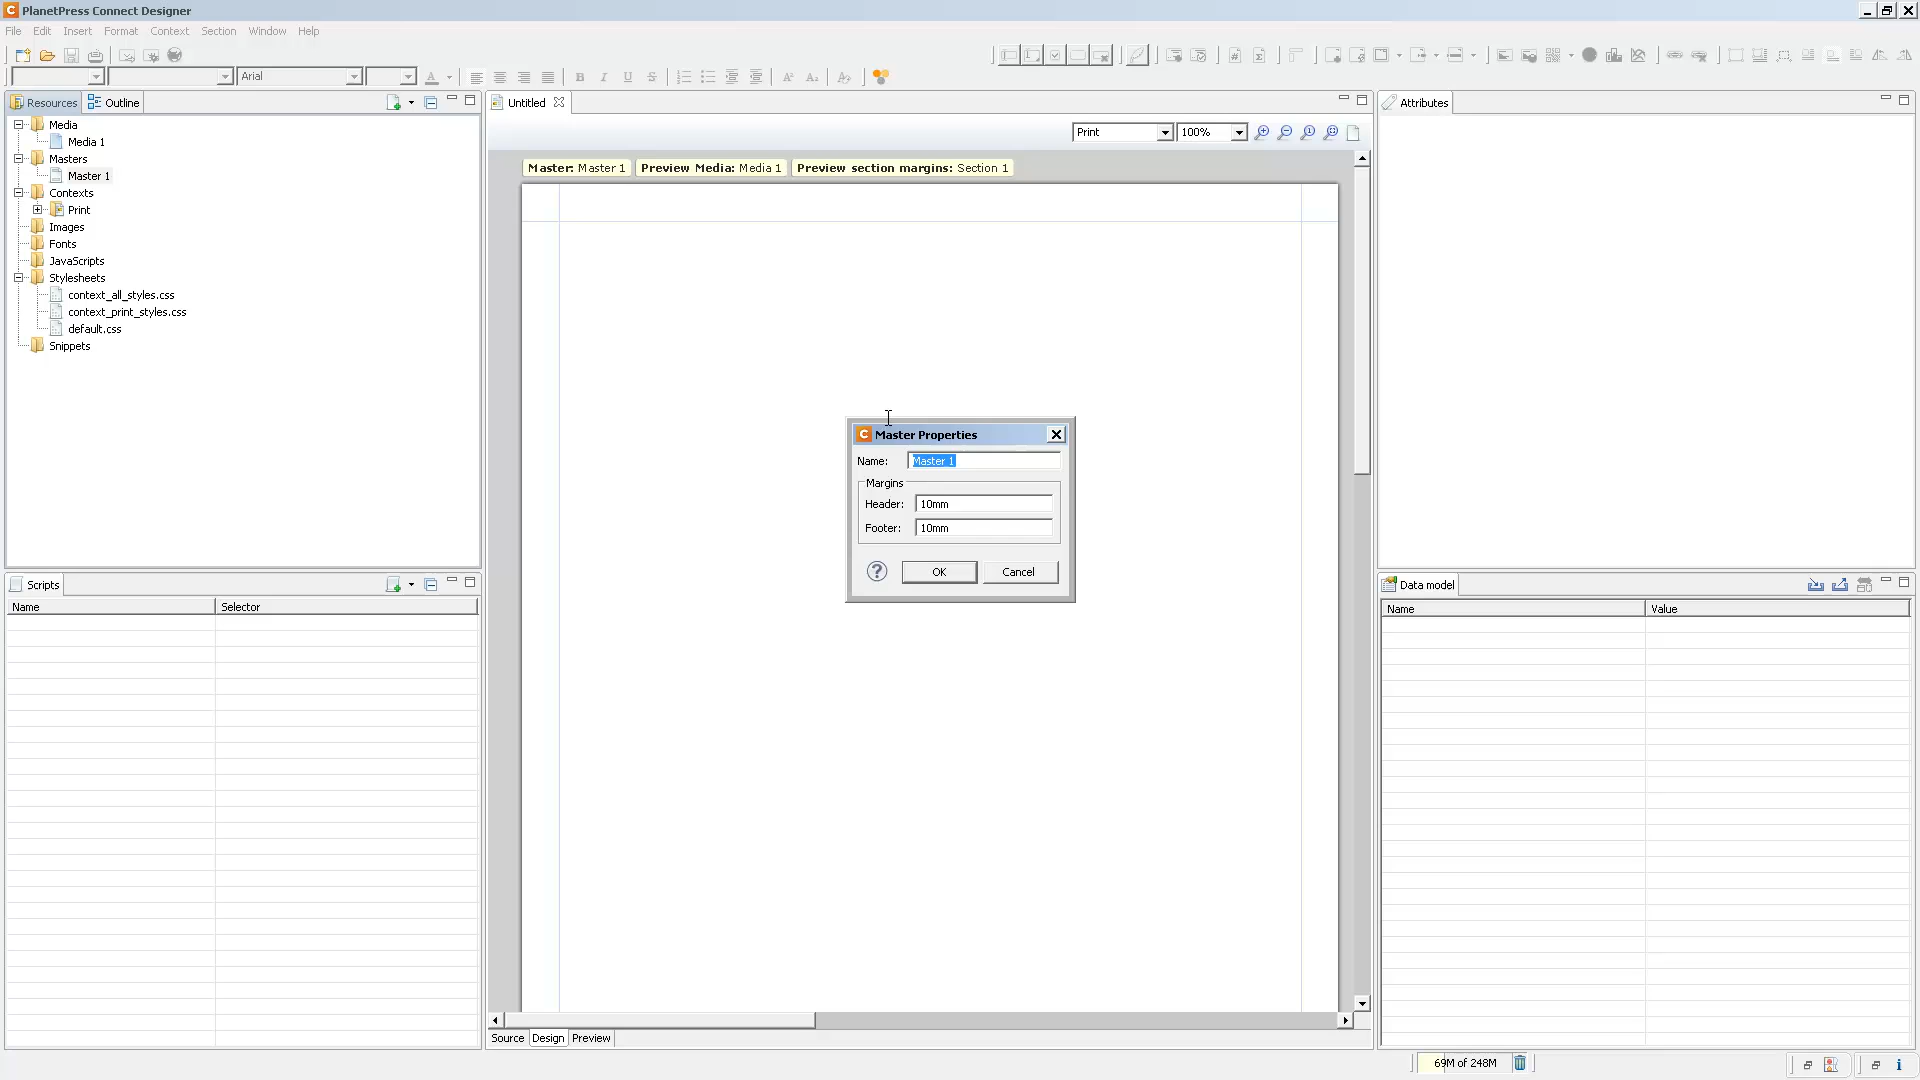 PlanetPress Connect Designer
File Edit Insert Format Context Section Window Help
Arial
Resources Outline
Media
Media 1
Masters
Master 1
Contexts
Print
Images
Fonts
JavaScripts
Stylesheets
context_all_styles.css
context_print_styles.css
default.css
Snippets
Scripts
Name Selector
Untitled
Print 100%
Master: Master 1 Preview Media: Media 1 Preview section margins: Section 1
Master Properties
Name: Master 1
Margins
Header: 10mm
Footer: 10mm
OK Cancel
Source Design Preview
Attributes
Data model
Name Value
69M of 248M